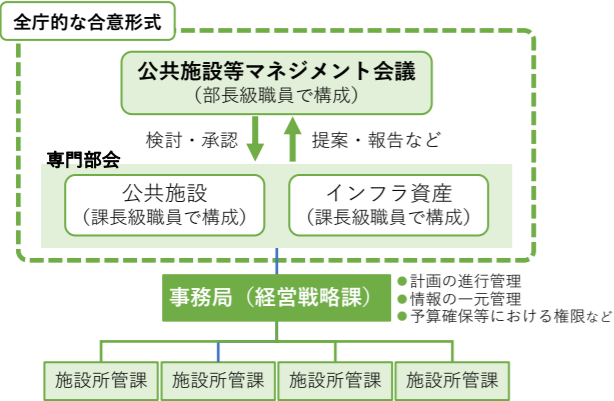 全庁的な合意形式
公共施設等マネジメント会議
（部長級職員で構成）
検討・承認
提案・報告など
専門部会
公共施設
（課長級職員で構成）
インフラ資産
（課長級職員で構成）
事務局（経営戦略課）
●計画の進行管理
●情報の一元管理
●予算確保等における権限など
施設所管課
施設所管課
施設所管課
施設所管課